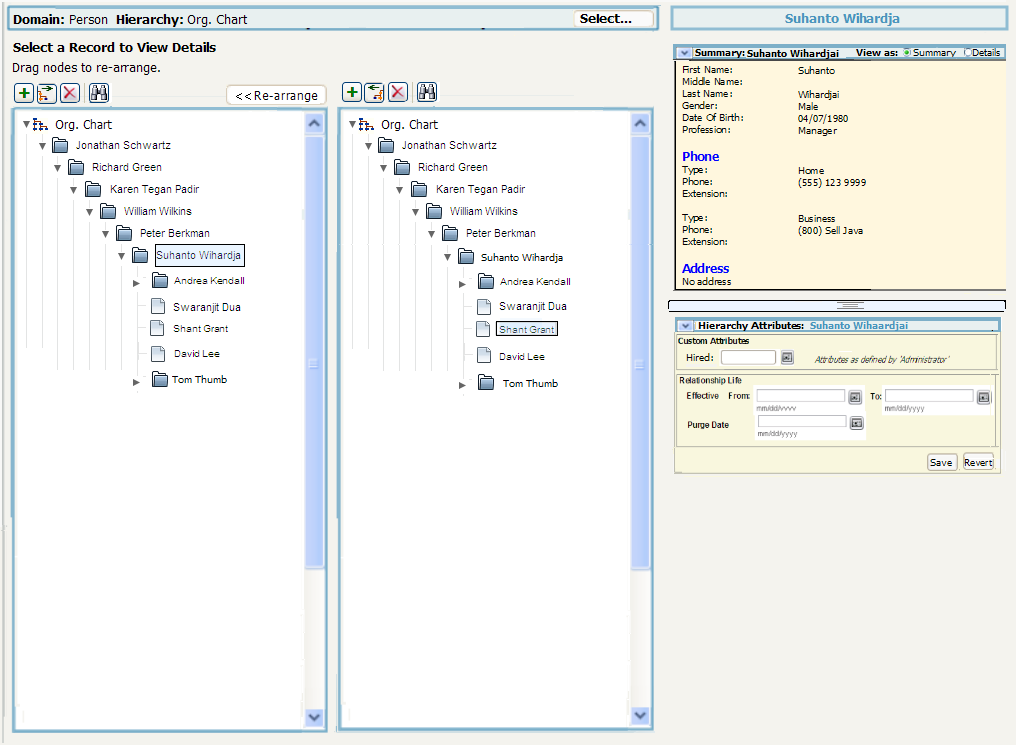 Domain: Person Hierarchy: Org. Chart
Select...
Select a Record to View Details
Drag nodes to re-arrange.
<<Re-arrange
Org. Chart
Jonathan Schwartz
Richard Green
Karen Tegan Padir
William Wilkins
Peter Berkman
Suhanto Wihardja
Andrea Kendall
Swaranjit Dua
Shant Grant
David Lee
Tom Thumb
Org. Chart
Jonathan Schwartz
Richard Green
Karen Tegan Padir
William Wilkins
Peter Berkman
Suhanto Wihardja
Andrea Kendall
Swaranjit Dua
Shant Grant
David Lee
Tom Thumb
Suhanto Wihardja
Summary: Suhanto Wihardjai View as: Summary Details
First Name: Suhanto
Middle Name:
Last Name: Wihardjai
Gender: Male
Date Of Birth: 04/07/1980
Profession: Manager
Phone
Type: Home
Phone: (555) 123 9999
Extension:
Type: Business
Phone: (800) Sell Java
Extension:
Address
No address
Hierarchy Attributes: Suhanto Wihaardjai
Custom Attributes
Hired: Attributes as defined by 'Administrator'
Relationship Life
Effective From: To:
mm/dd/yyyy mm/dd/yyyy
Purge Date
mm/dd/yyyy
Save Revert